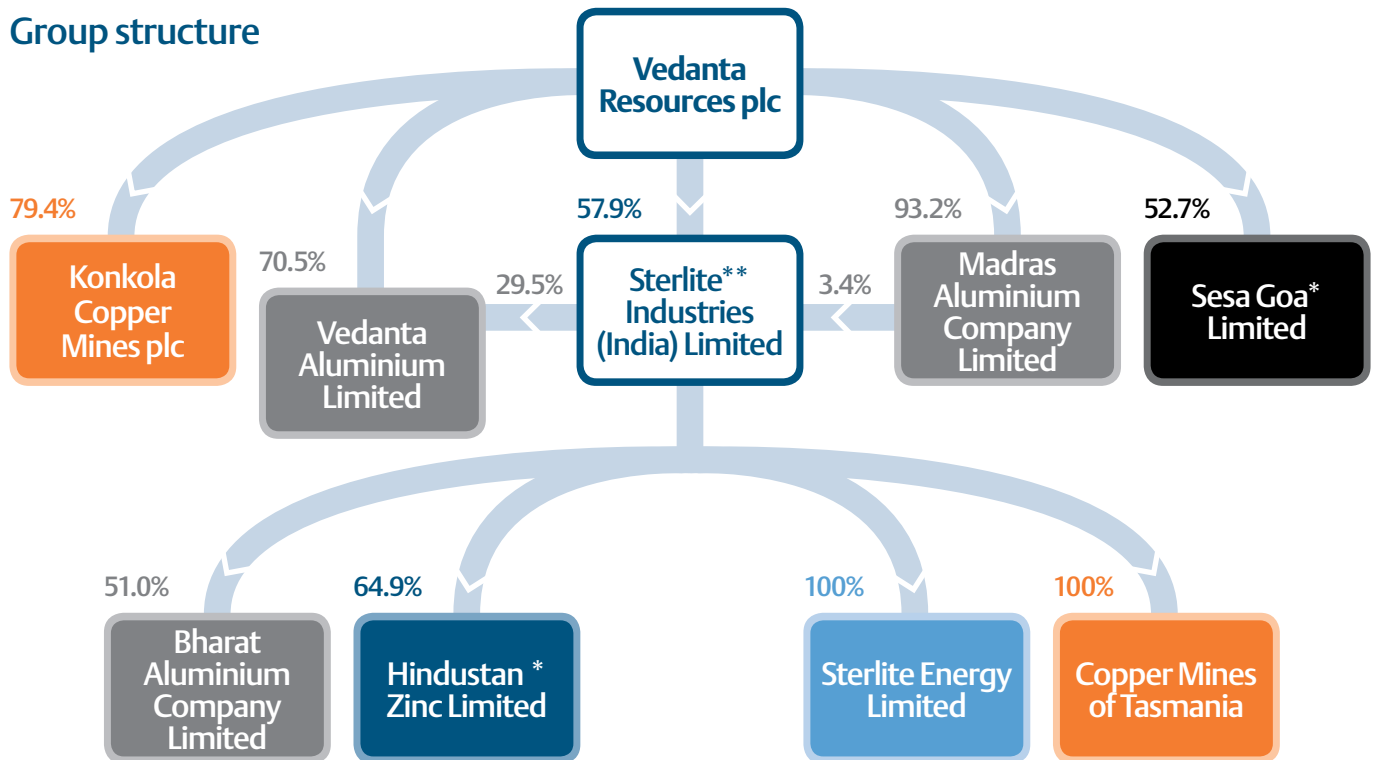 Group structure
Vedanta
Resources plc
79.4%
Konkola
Copper
Mines plc
70.5%
Vedanta
Aluminium
Limited
29.5%
57.9%
Sterlite**
Industries
(India) Limited
3.4%
93.2%
Madras
Aluminium
Company
Limited
52.7%
Sesa Goa*
Limited
51.0%
Bharat
Aluminium
Company
Limited
64.9%
Hindustan *
Zinc Limited
100%
Sterlite Energy
Limited
100%
Copper Mines
of Tasmania